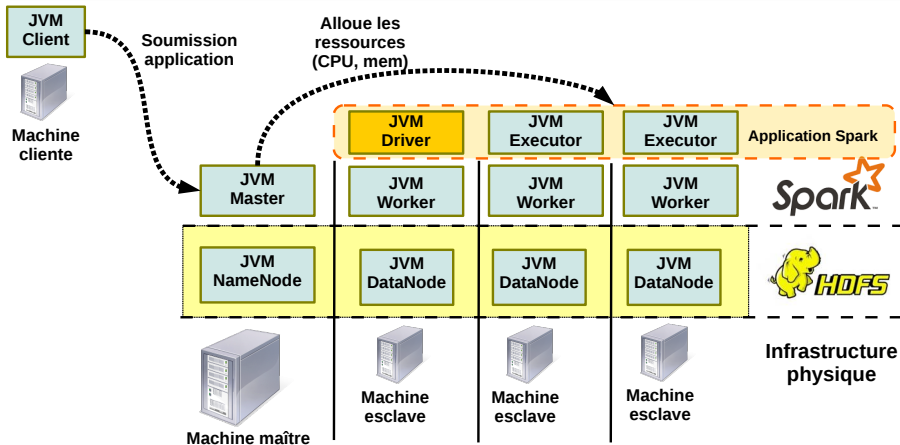 JVM
Client
Soumission
application
Alloue les
ressources
(CPU, mem)
Machine
cliente
JVM
Driver
JVM
Executor
JVM
Executor
Application Spark
JVM
Master
JVM
Worker
JVM
Worker
JVM
Worker
Spark
JVM
NameNode
JVM
DataNode
JVM
DataNode
JVM
DataNode
HDFS
Machine maître
Machine
esclave
Machine
esclave
Machine
esclave
Infrastructure
physique